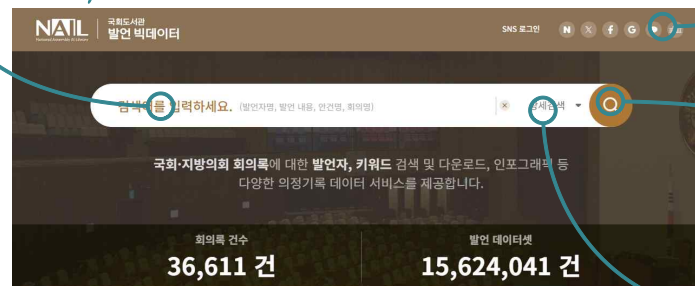 NAIL 국회도서관
발언 빅데이터
SNS 로그인
검색어를 입력하세요. (발언자명, 발언 내용, 안건명, 회의명)
상세검색
국회·지방의회 회의록에 대한 발언자, 키워드 검색 및 다운로드, 인포그래픽 등
다양한 의정기록 데이터 서비스를 제공합니다.
회의록 건수
발언 데이터셋
36,611 건
15,624,041 건